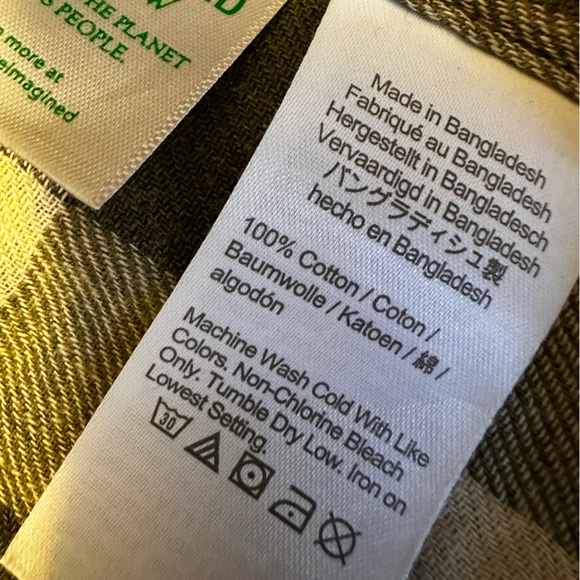 W
THE PLANET
S PEOPLE.
more at
eimagined
Made in Bangladesh
Fabriqué au Bangladesh
Hergestellt in Bangladesh
Vervaardigd in Bangladesch
バングラディシュ製
hecho en Bangladesh
100% Cotton / Coton /
Baumwolle / Katoen / 綿 /
algodón
Machine Wash Cold With Like
Colors. Non-Chlorine Bleach
Only. Tumble Dry Low. Iron on
Lowest Setting.
30